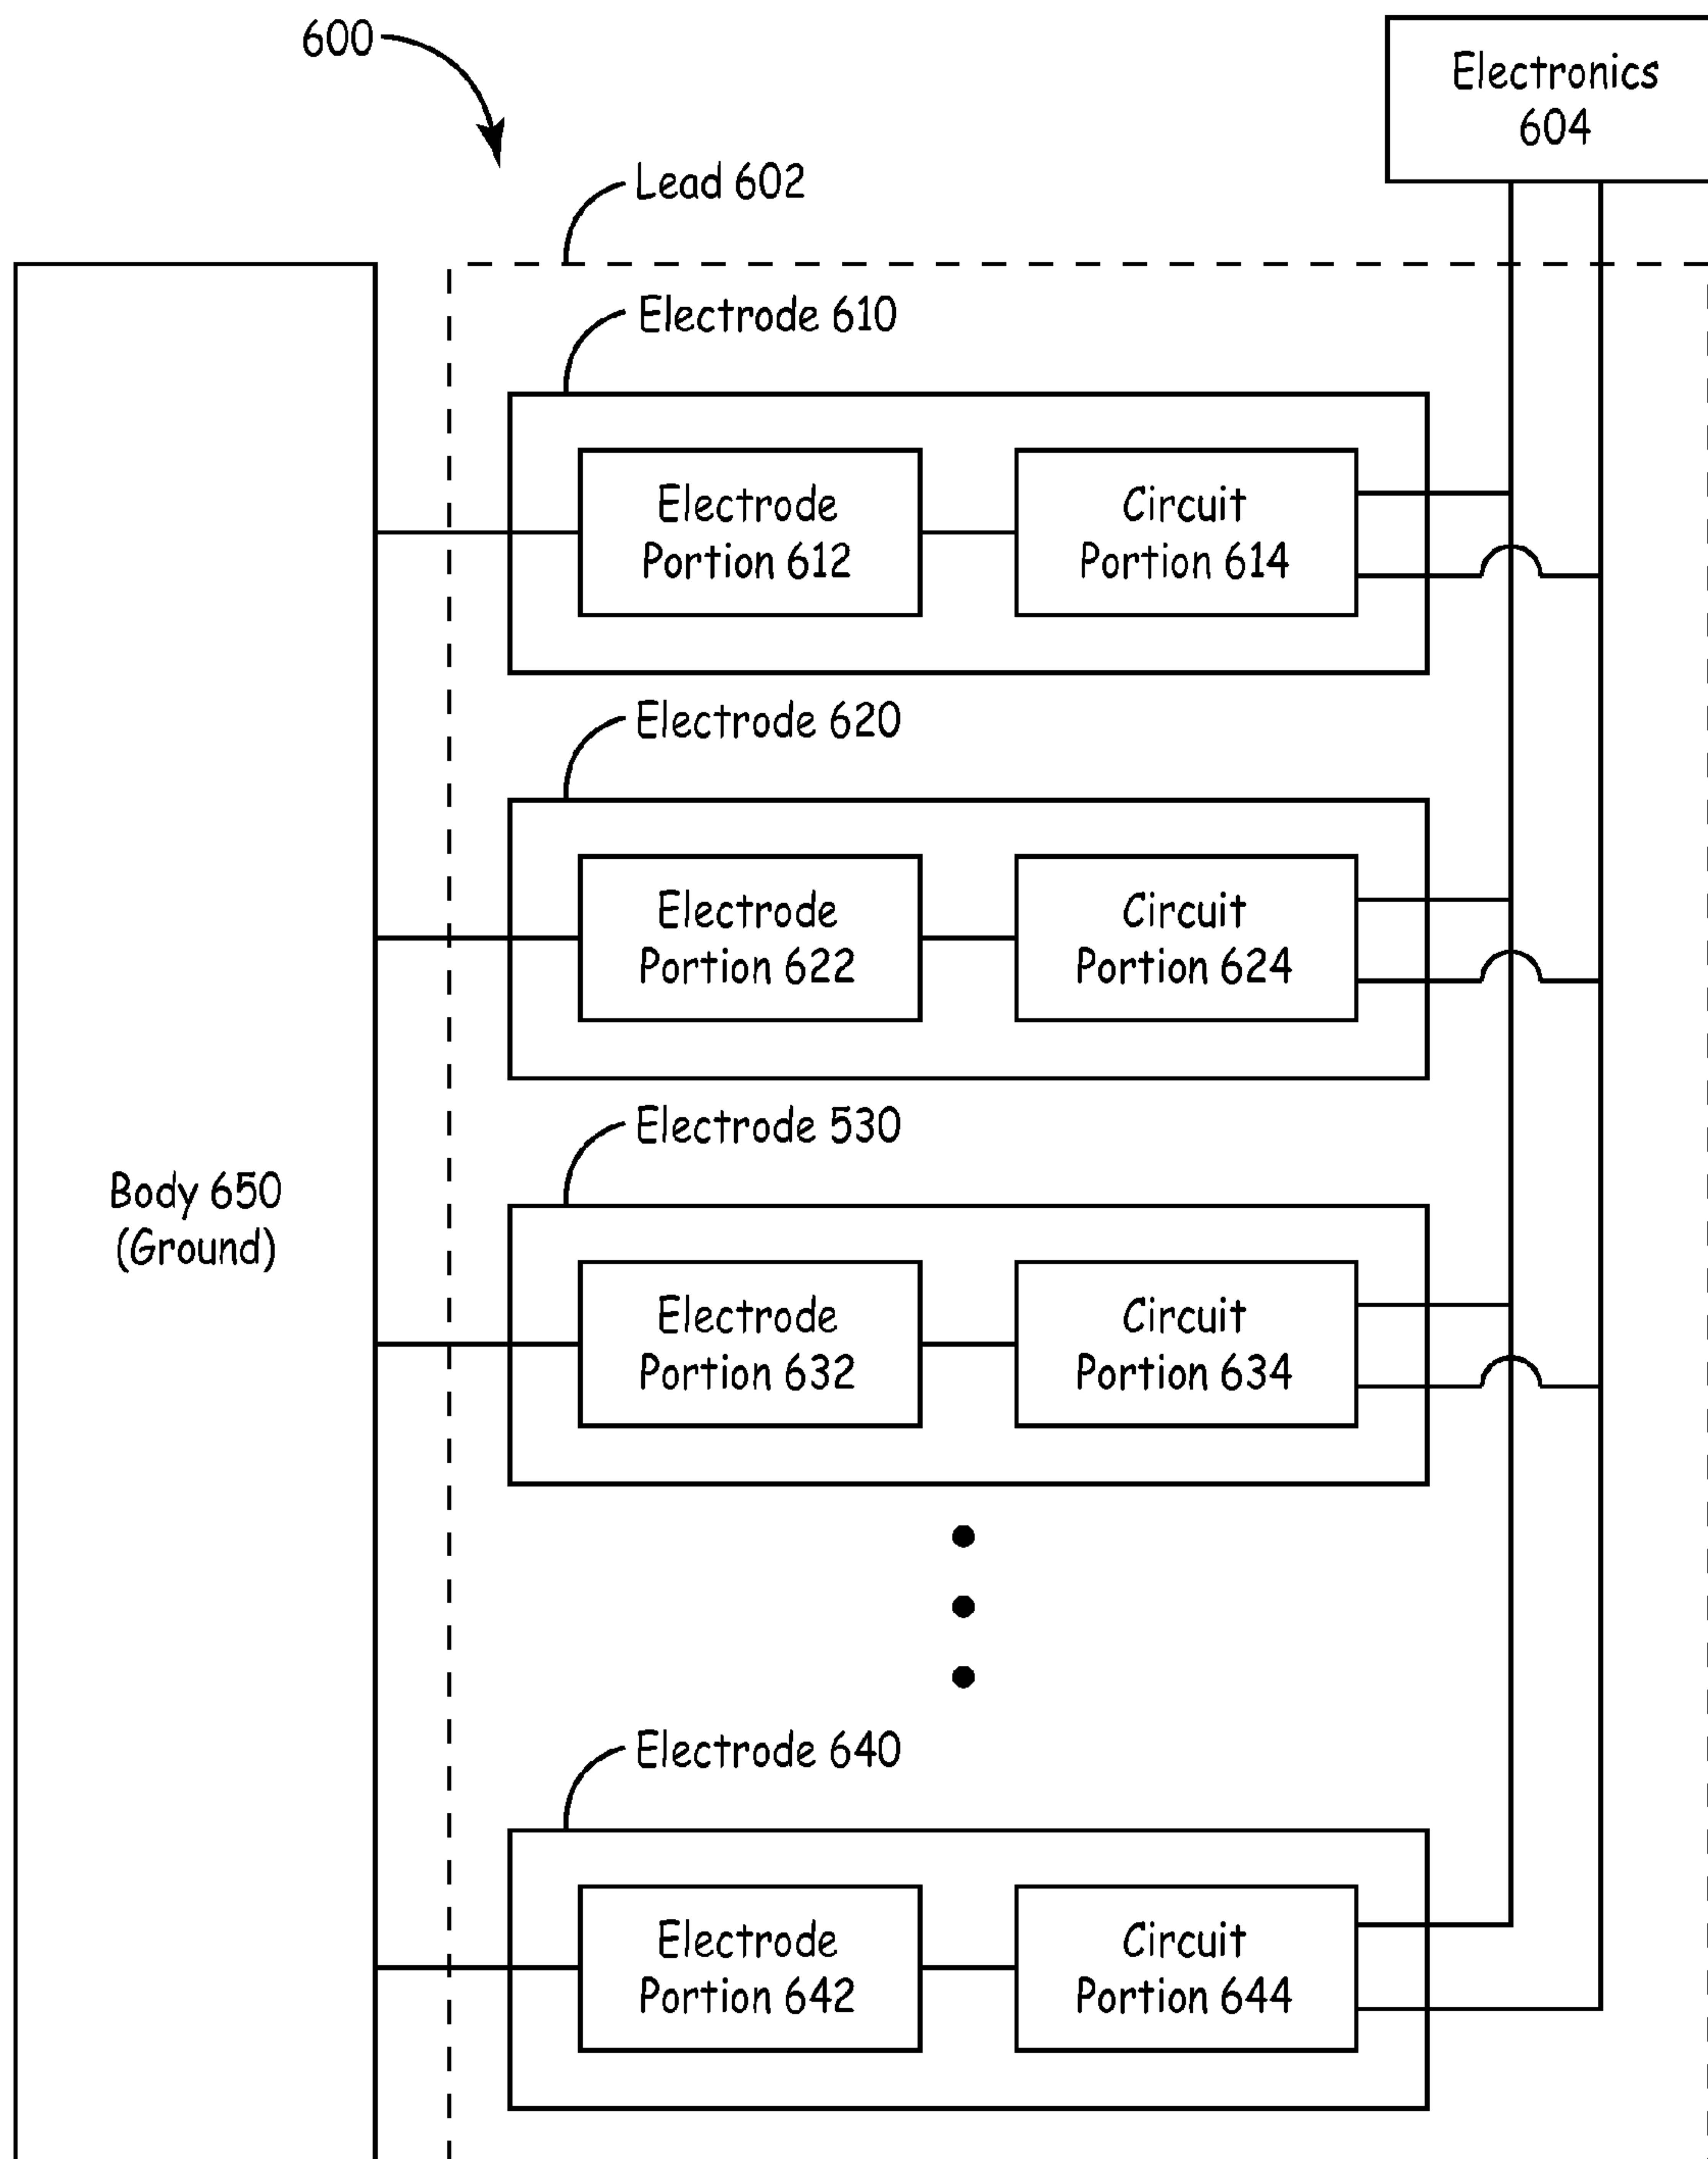 600
Electronics
604
Lead 602
Electrode 610
Electrode
Portion 612
Circuit
Portion 614
Electrode 620
Electrode
Portion 622
Circuit
Portion 624
Electrode 530
Body 650
(Ground)
Electrode
Portion 632
Circuit
Portion 634
Electrode 640
Electrode
Portion 642
Circuit
Portion 644